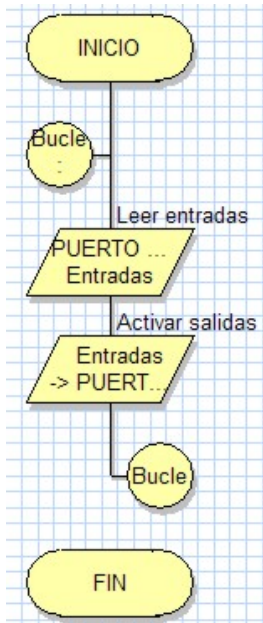 INICIO
Bucle
:
Leer entradas
PUERTO ...
Entradas
Activar salidas
Entradas
-> PUERT...
Bucle
FIN